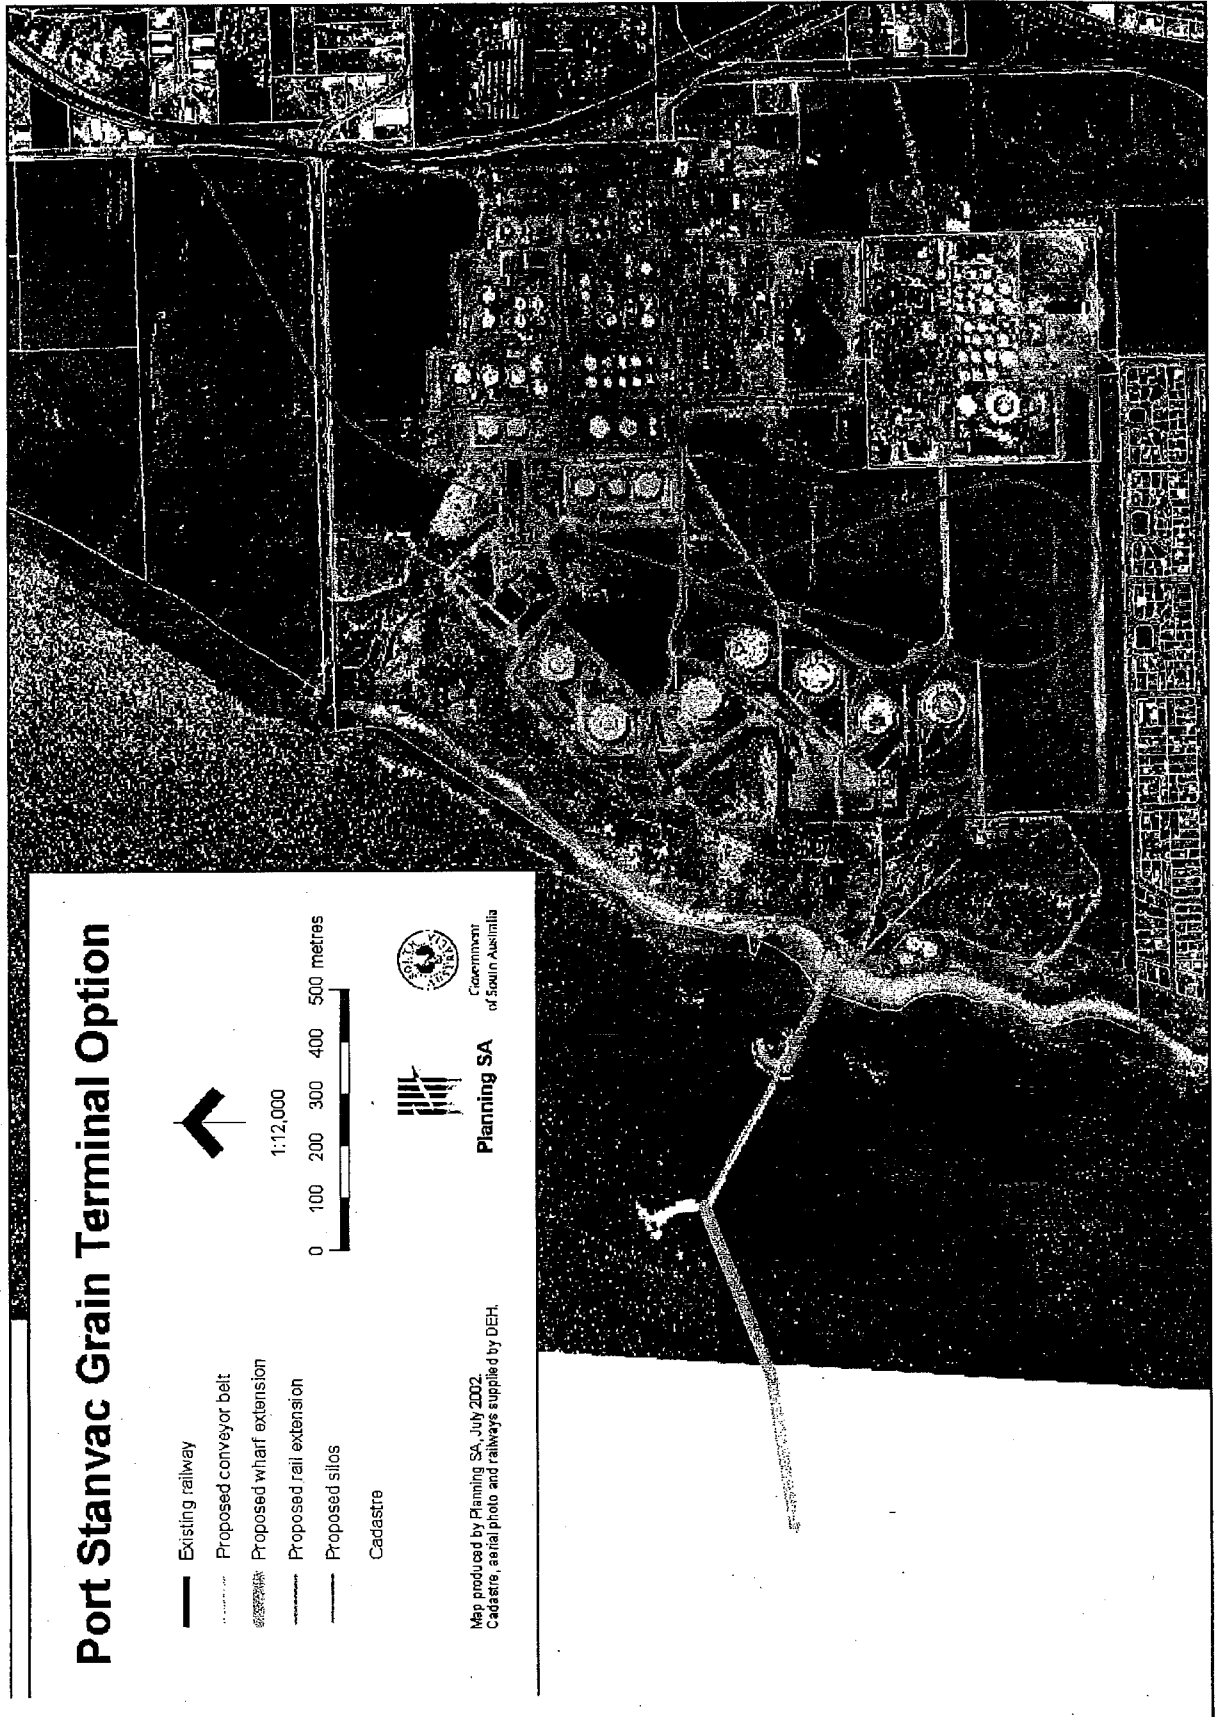 Port Stanvac Grain Terminal Option
Existing railway
Proposed conveyor belt
Proposed wharf extension
Proposed rail extension
Proposed silos
Cadastre
1:12,000
0 100 200 300 400 500 metres
Planning SA
Government
of South Australia
Map produced by Planning SA, July 2002.
Cadastre, aerial photo and railways supplied by DEH.